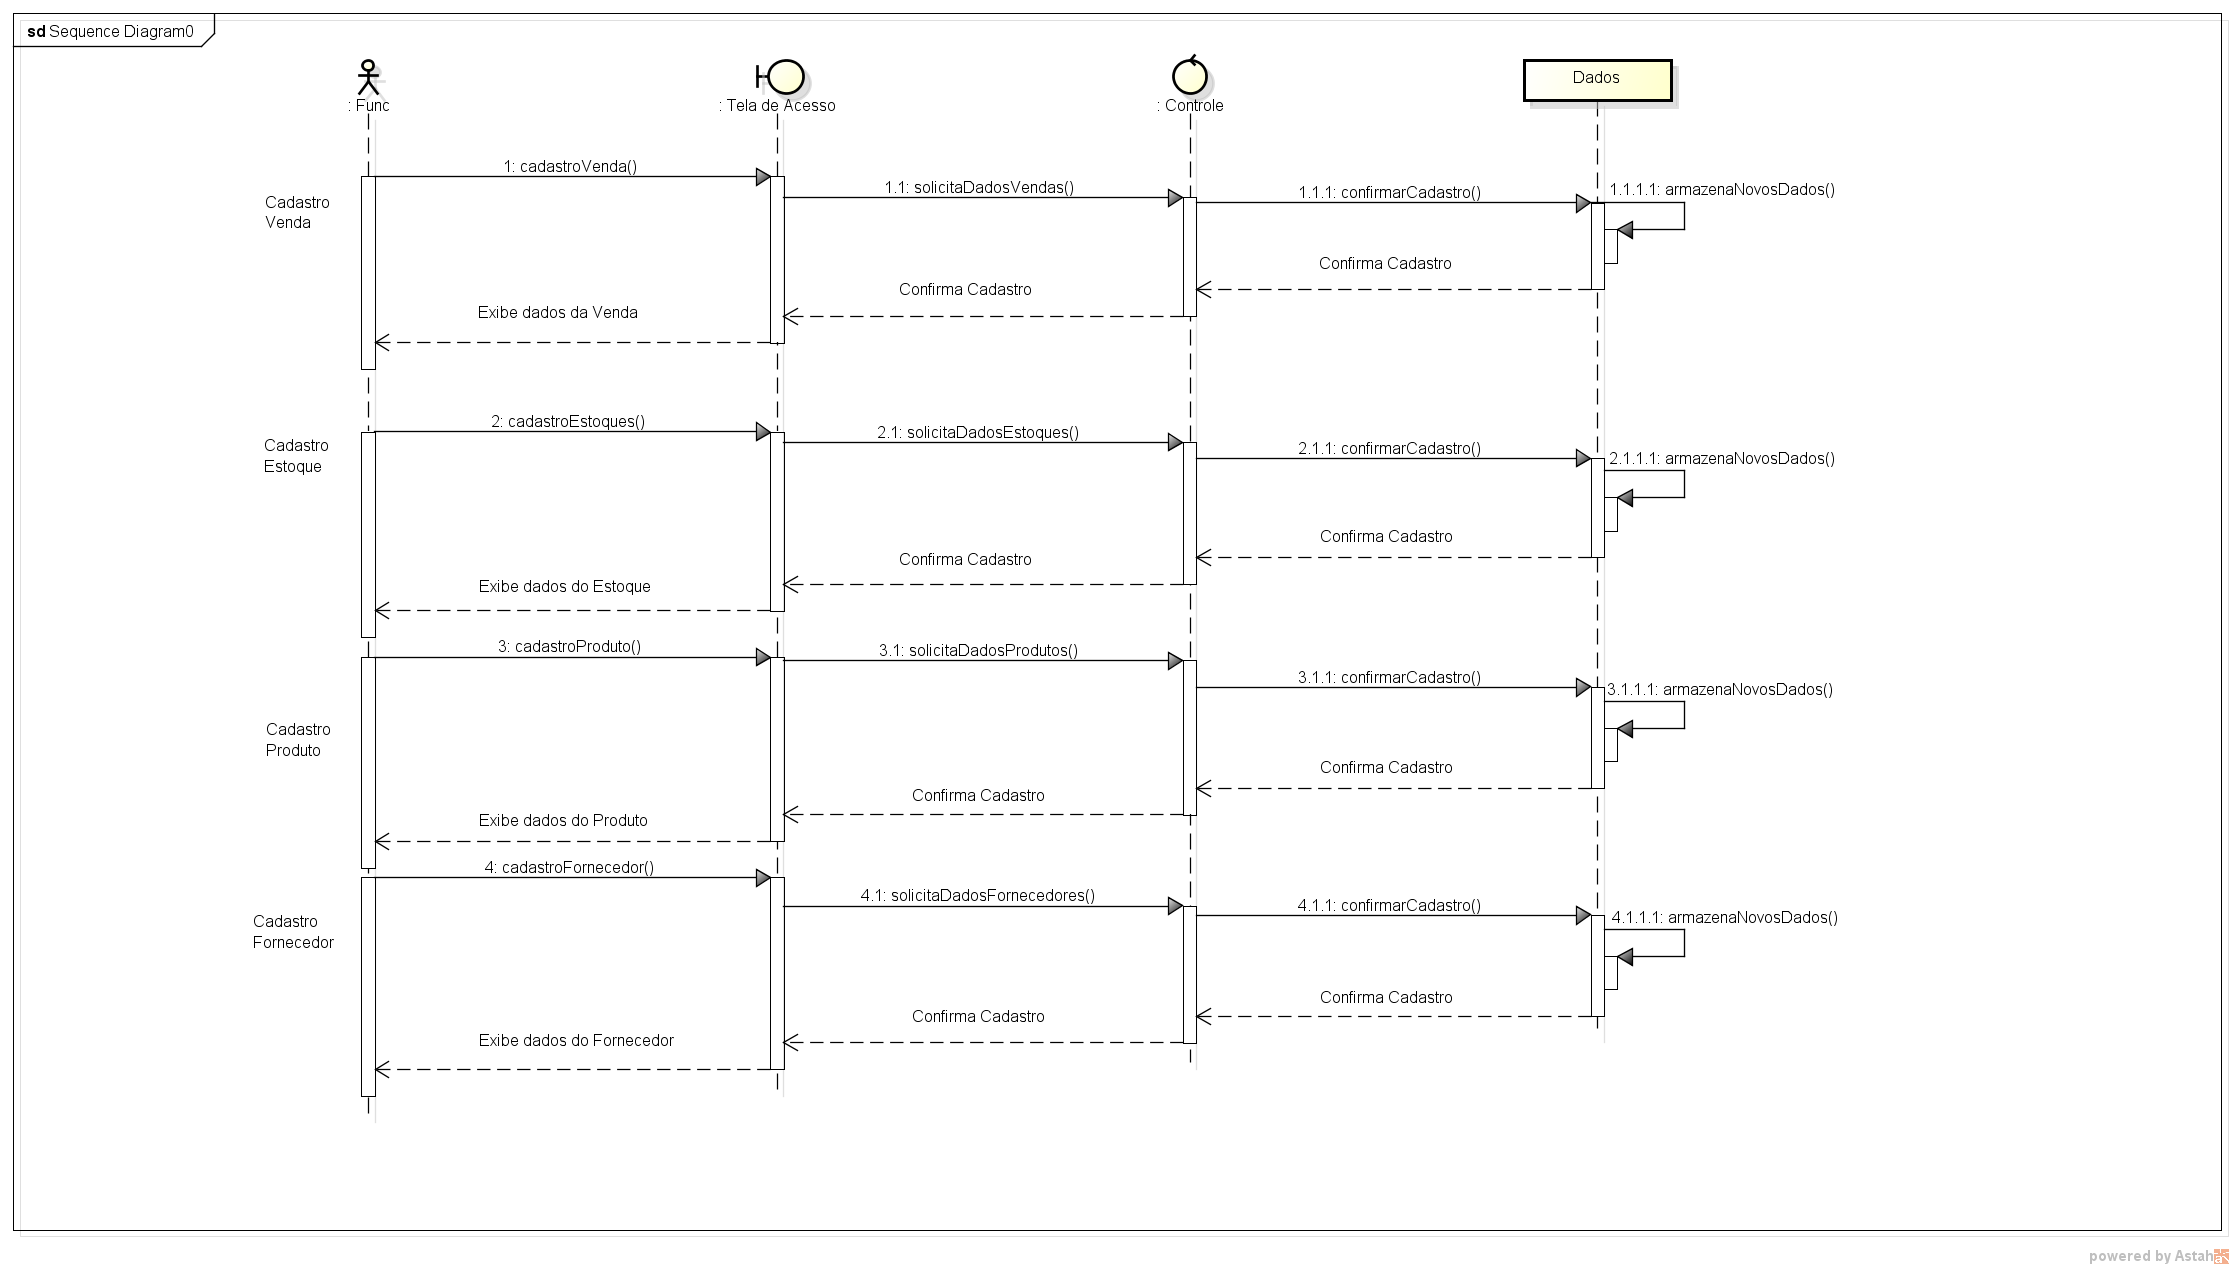 sd Sequence Diagram0
: Func
: Tela de Acesso
: Controle
Dados
1: cadastroVenda()
1.1: solicitaDadosVendas()
1.1.1: confirmarCadastro()
1.1.1.1: armazenaNovosDados()
Cadastro
Venda
Confirma Cadastro
Confirma Cadastro
Exibe dados da Venda
2: cadastroEstoques()
2.1: solicitaDadosEstoques()
2.1.1: confirmarCadastro()
2.1.1.1: armazenaNovosDados()
Cadastro
Estoque
Confirma Cadastro
Confirma Cadastro
Exibe dados do Estoque
3: cadastroProduto()
3.1: solicitaDadosProdutos()
3.1.1: confirmarCadastro()
3.1.1.1: armazenaNovosDados()
Cadastro
Produto
Confirma Cadastro
Confirma Cadastro
Exibe dados do Produto
4: cadastroFornecedor()
4.1: solicitaDadosFornecedores()
4.1.1: confirmarCadastro()
4.1.1.1: armazenaNovosDados()
Cadastro
Fornecedor
Confirma Cadastro
Confirma Cadastro
Exibe dados do Fornecedor
powered by Astah